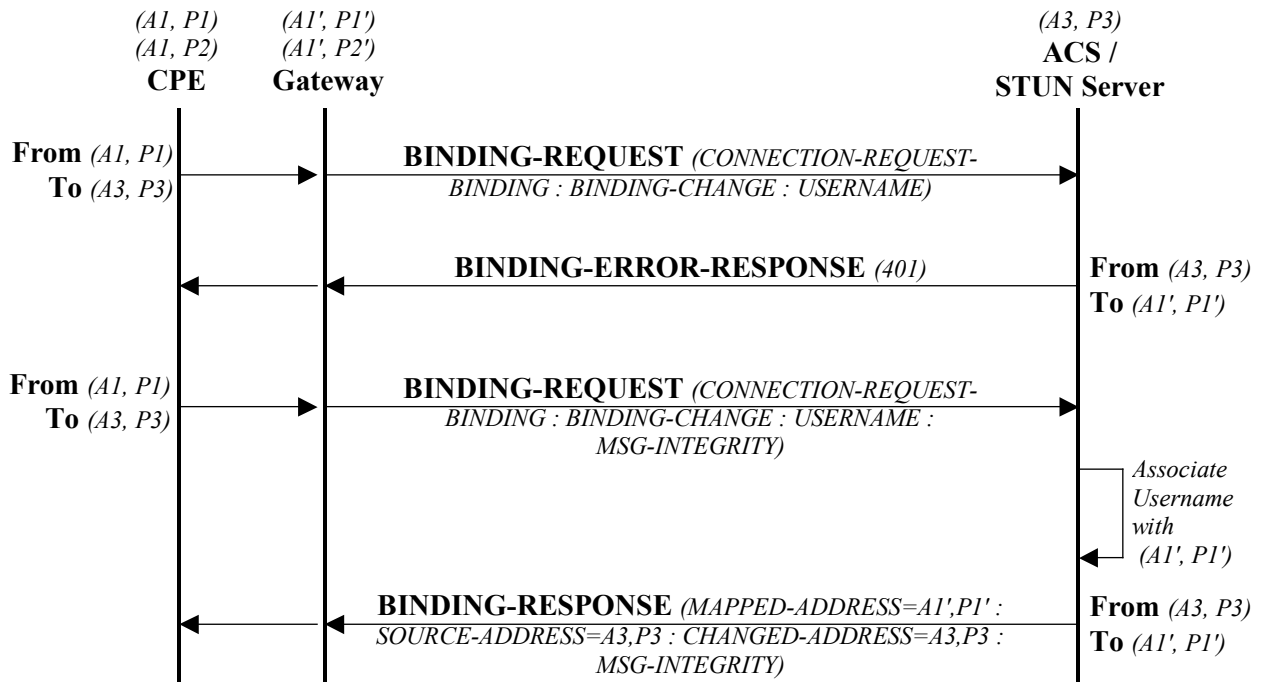 (A1, P1)
(A1, P2)
CPE
(A1', P1')
(A1', P2')
Gateway
(A3, P3)
ACS /
STUN Server
From (A1, P1)
To (A3, P3)
BINDING-REQUEST (CONNECTION-REQUEST-
BINDING : BINDING-CHANGE : USERNAME)
BINDING-ERROR-RESPONSE (401)
From (A3, P3)
To (A1', P1')
From (A1, P1)
To (A3, P3)
BINDING-REQUEST (CONNECTION-REQUEST-
BINDING : BINDING-CHANGE : USERNAME :
MSG-INTEGRITY)
Associate
Username
with
(A1', P1')
BINDING-RESPONSE (MAPPED-ADDRESS=A1',P1' :
SOURCE-ADDRESS=A3,P3 : CHANGED-ADDRESS=A3,P3 :
MSG-INTEGRITY)
From (A3, P3)
To (A1', P1')